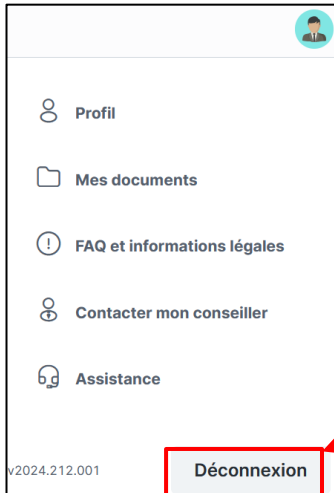 Profil
Mes documents
FAQ et informations légales
Contacter mon conseiller
Assistance
v2024.212.001 Déconnexion